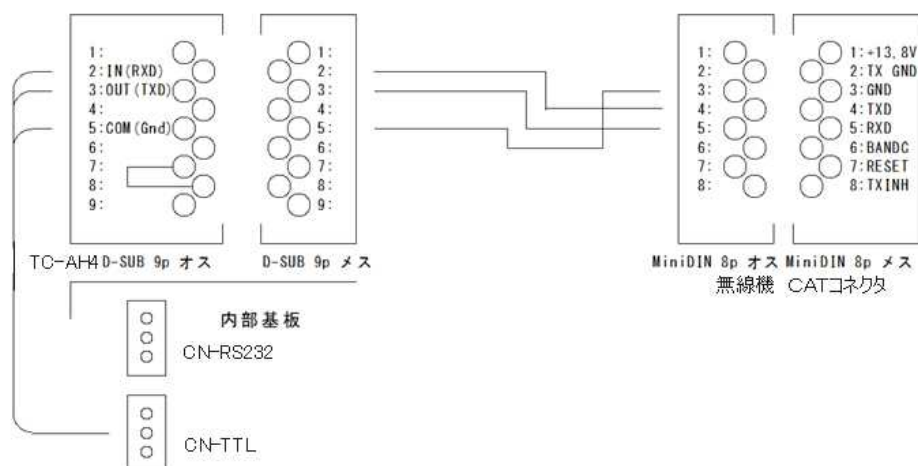 1:
2:IN(RXD)
3:OUT(TXD)
4:
5:COM(Gnd)
6:
7:
8:
9:
1:
2:
3:
4:
5:
6:
7:
8:
9:
1:
2:
3:
4:
5:
6:
7:
8:
1:+13,8V
2:TX GND
3:GND
4:TXD
5:RXD
6:BANDC
7:RESET
8:TXINH
TC-AH4 D-SUB 9p オス
D-SUB 9p メス
MiniDIN 8p オス
MiniDIN 8p メス
無線機 CATコネクタ
内部基板
CN-RS232
CN-TTL